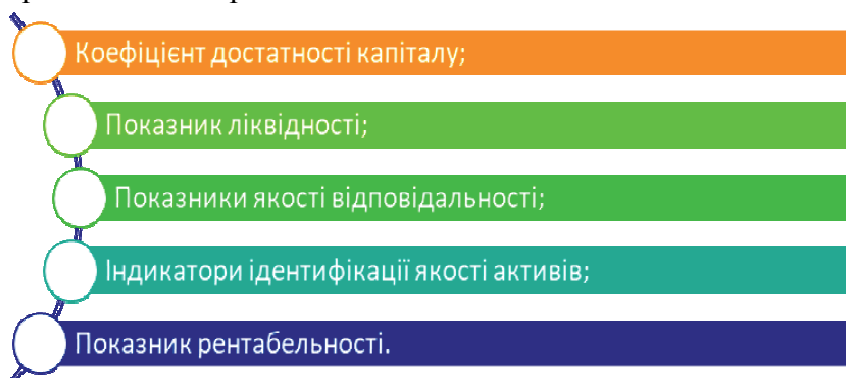 Коефіцієнт достатності капіталу;
Показник ліквідності;
Показники якості відповідальності;
Індикатори ідентифікації якості активів;
Показник рентабельності.